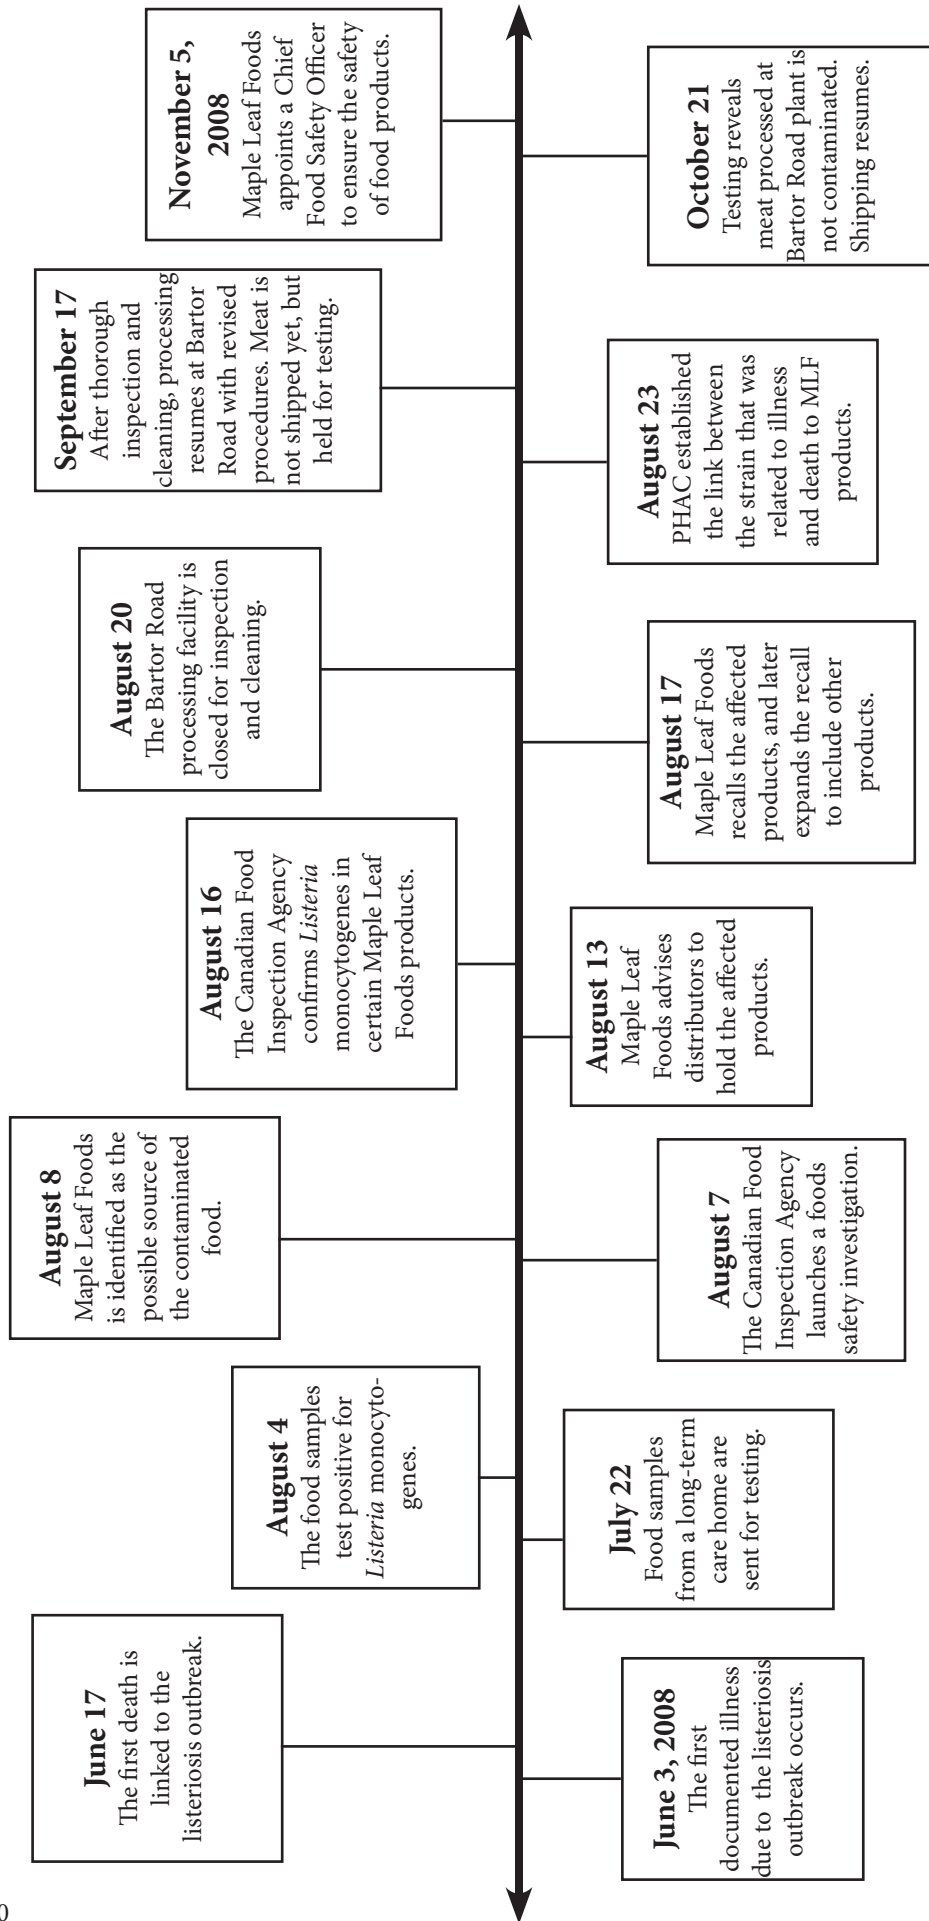 June 3, 2008
The first
documented illness
due to the listeriosis
outbreak occurs.
June 17
The first death is
linked to the
listeriosis outbreak.
July 22
Food samples
from a long-term
care home are
sent for testing.
August 4
The food samples
test positive for
Listeria monocyto-
genes.
August 7
The Canadian Food
Inspection Agency
launches a foods
safety investigation.
August 8
Maple Leaf Foods
is identified as the
possible source of
the contaminated
food.
August 13
Maple Leaf
Foods advises
distributors to
hold the affected
products.
August 16
The Canadian Food
Inspection Agency
confirms Listeria
monocytogenes in
certain Maple Leaf
Foods products.
August 17
Maple Leaf Foods
recalls the affected
products, and later
expands the recall
to include other
products.
August 20
The Bartor Road
processing facility is
closed for inspection
and cleaning.
August 23
PHAC established
the link between
the strain that was
related to illness
and death to MLF
products.
September 17
After thorough
inspection and
cleaning, processing
resumes at Bartor
Road with revised
procedures. Meat is
not shipped yet, but
held for testing.
October 21
Testing reveals
meat processed at
Bartor Road plant is
not contaminated.
Shipping resumes.
November 5,
2008
Maple Leaf Foods
appoints a Chief
Food Safety Officer
to ensure the safety
of food products.